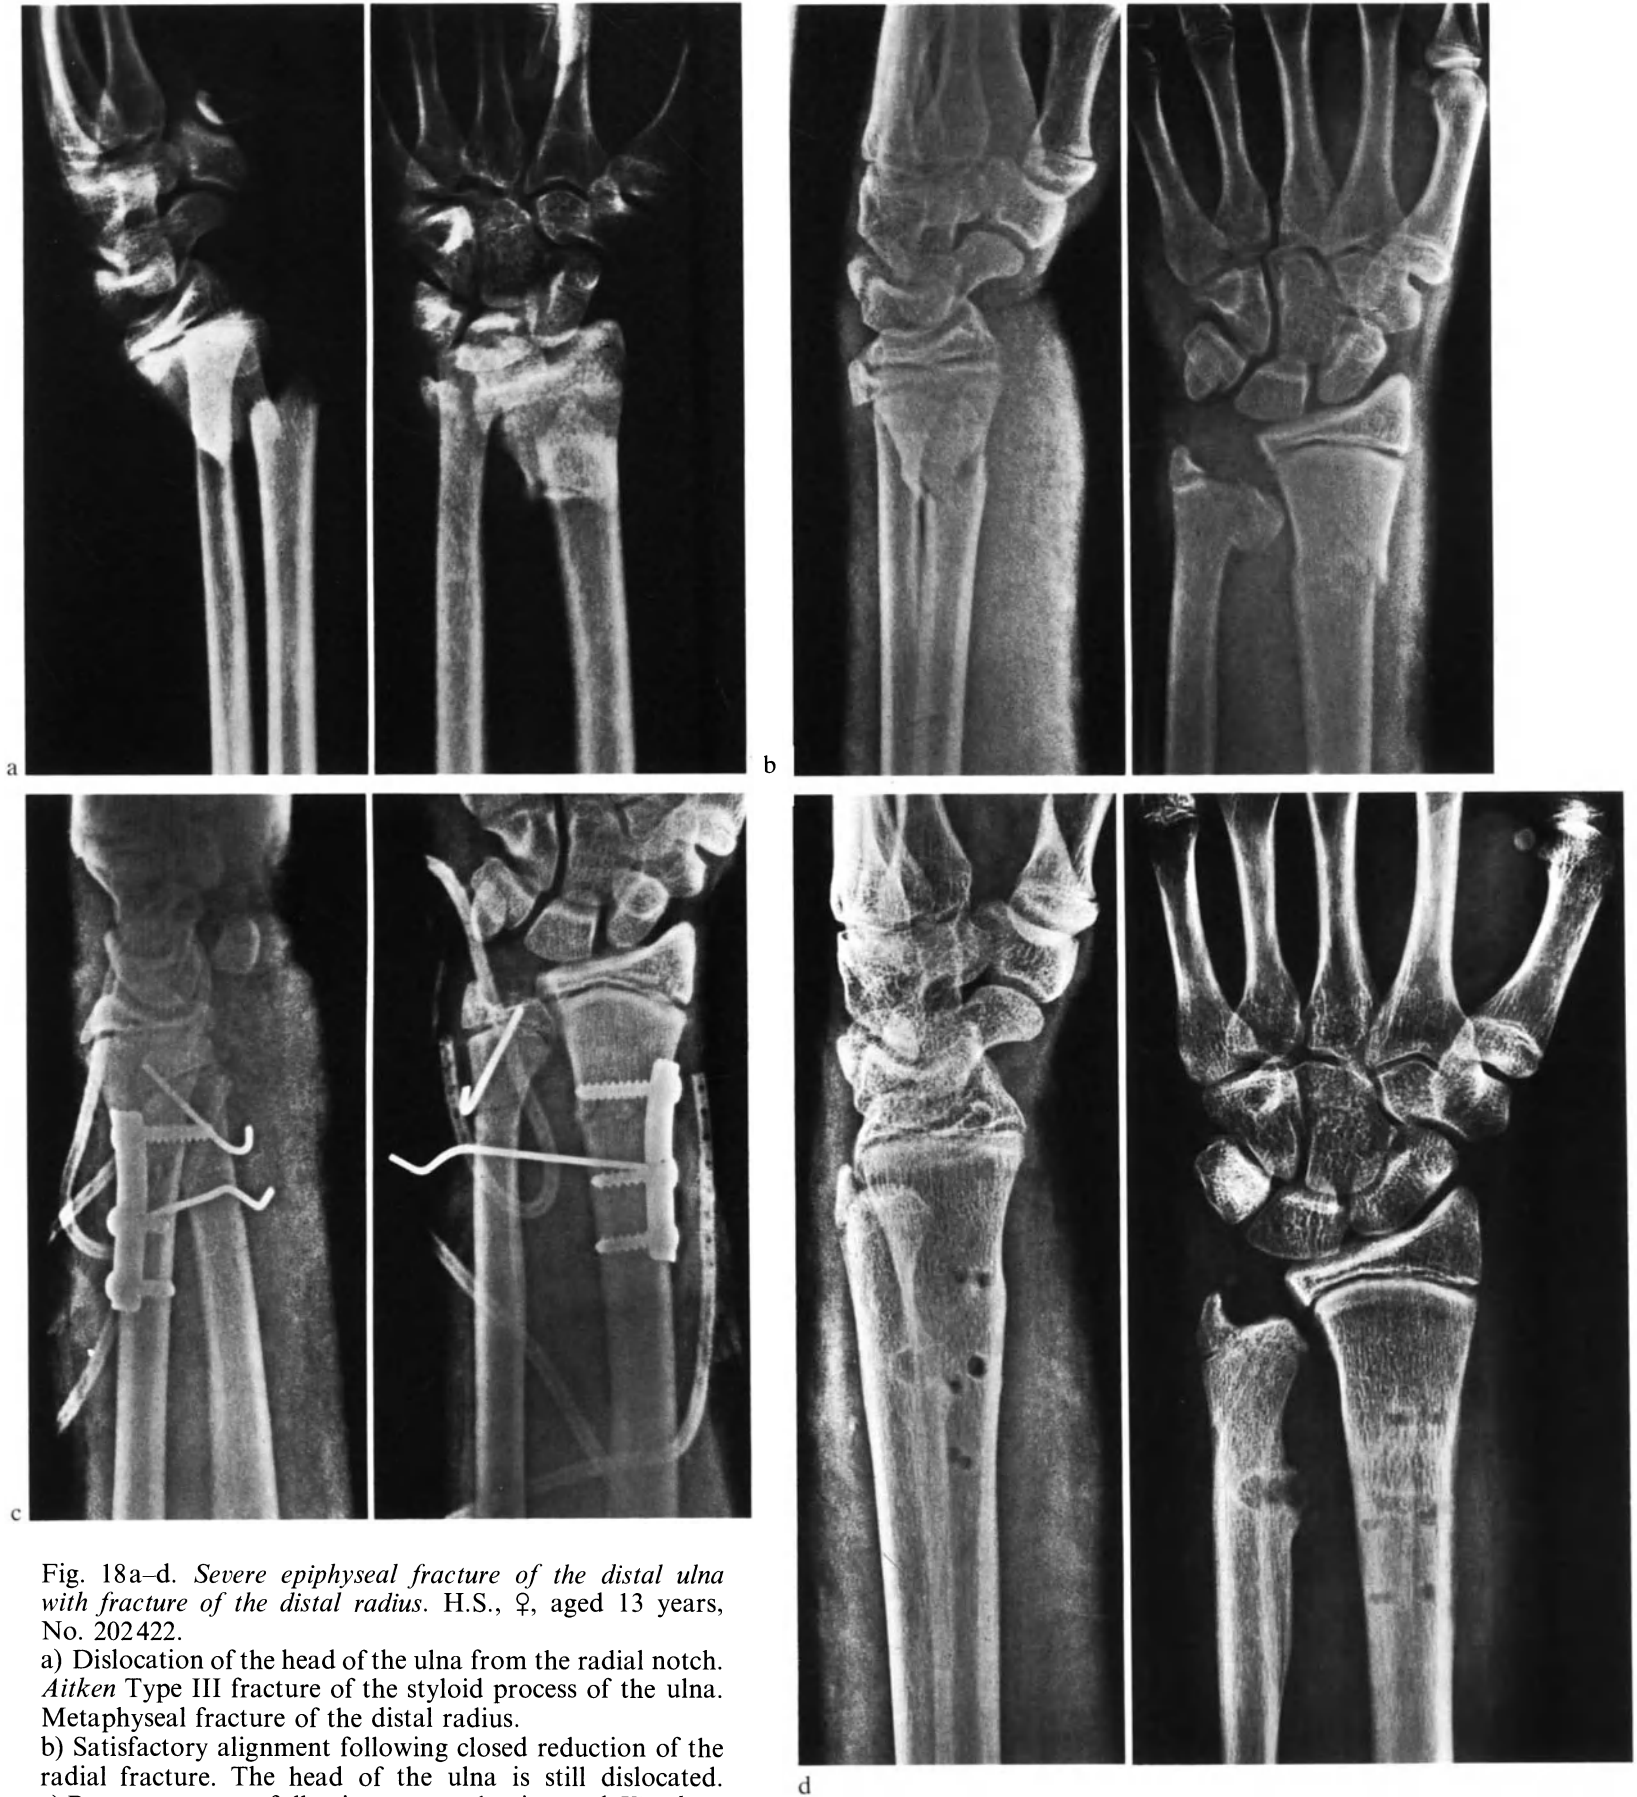 a
b
c
d
Fig. 18a–d. Severe epiphyseal fracture of the distal ulna
with fracture of the distal radius. H.S., ♀, aged 13 years,
No. 202422.
a) Dislocation of the head of the ulna from the radial notch.
Aitken Type III fracture of the styloid process of the ulna.
Metaphyseal fracture of the distal radius.
b) Satisfactory alignment following closed reduction of the
radial fracture. The head of the ulna is still dislocated.